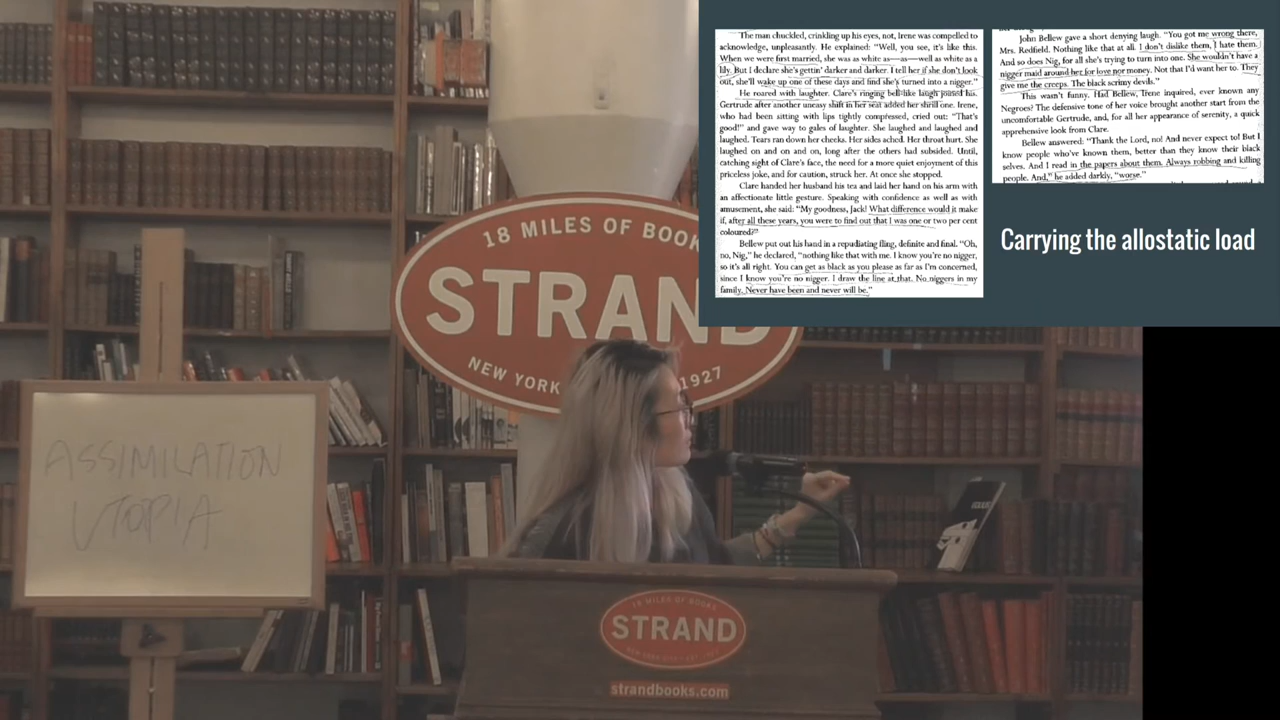 The man chuckled, crinkling up his eyes, not, Irene was compelled to
acknowledge, unpleasantly. He explained: "Well, you see, it's like this.
When we were first married, she was as white as—as—well as white as a
lily. But I declare she's gettin' darker and darker. I tell her if she don't look
out, she'll wake up one of these days and find she's turned into a nigger."
He roared with laughter. Clare's ringing bell-like laugh joined his.
Gertrude after another uneasy shift in her seat added her shrill one. Irene,
who had been sitting with lips tightly compressed, cried out: "That's
good!" and gave way to gales of laughter. She laughed and laughed and
laughed. Tears ran down her cheeks. Her sides ached. Her throat hurt. She
laughed on and on and on, long after the others had subsided. Until,
catching sight of Clare's face, the need for a more quiet enjoyment of this
priceless joke, and for caution, struck her. At once she stopped.
Clare handed her husband his tea and laid her hand on his arm with
an affectionate little gesture. Speaking with confidence as well as with
amusement, she said: "My goodness, Jack! What difference would it make
if, after all these years, you were to find out that I was one or two per cent
coloured?"
Bellew put out his hand in a repudiating fling, definite and final. "Oh,
no, Nig," he declared, "nothing like that with me. I know you're no nigger,
so it's all right. You can get as black as you please as far as I'm concerned,
since I know you're no nigger. I draw the line at that. No niggers in my
family. Never have been and never will be."
John Bellew gave a short denying laugh. "You got me wrong there,
Mrs. Redfield. Nothing like that at all. I don't dislike them, I hate them.
And so does Nig, for all she's trying to turn into one. She wouldn't have a
nigger maid around her for love nor money. Not that I'd want her to. They
give me the creeps. The black scrimy devils."
This wasn't funny. Had Bellew, Irene inquired, ever known any
Negroes? The defensive tone of her voice brought another start from the
uncomfortable Gertrude, and, for all her appearance of serenity, a quick
apprehensive look from Clare.
Bellew answered: "Thank the Lord, no! And never expect to! But I
know people who've known them, better than they know their black
selves. And I read in the papers about them. Always robbing and killing
people. And," he added darkly, "worse."
Carrying the allostatic load
18 MILES OF BOOK
STRAND
NEW YORK 1927
ASSIMILATION
UTOPIA
18 MILES OF BOOKS
STRAND
strandbooks.com